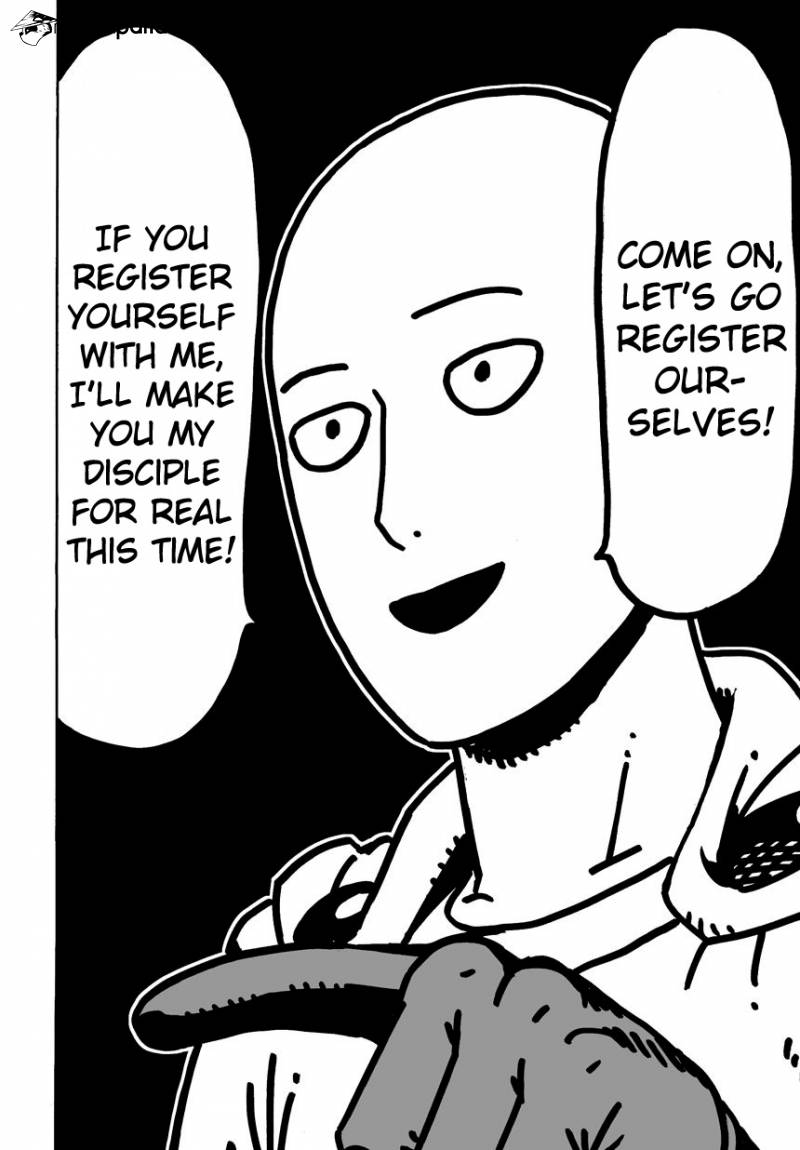 COME ON,
LET'S GO
REGISTER
OUR-
SELVES!
IF YOU
REGISTER
YOURSELF
WITH ME,
I'LL MAKE
YOU MY
DISCIPLE
FOR REAL
THIS TIME!